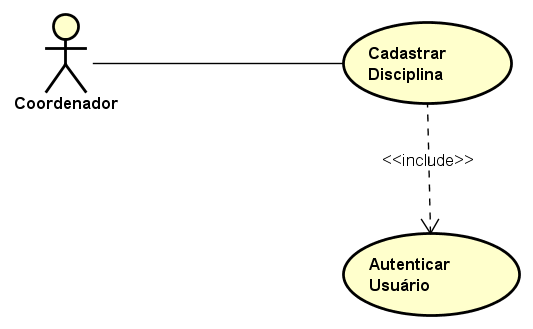 Cadastrar
Disciplina
Coordenador
<<include>>
Autenticar
Usuário